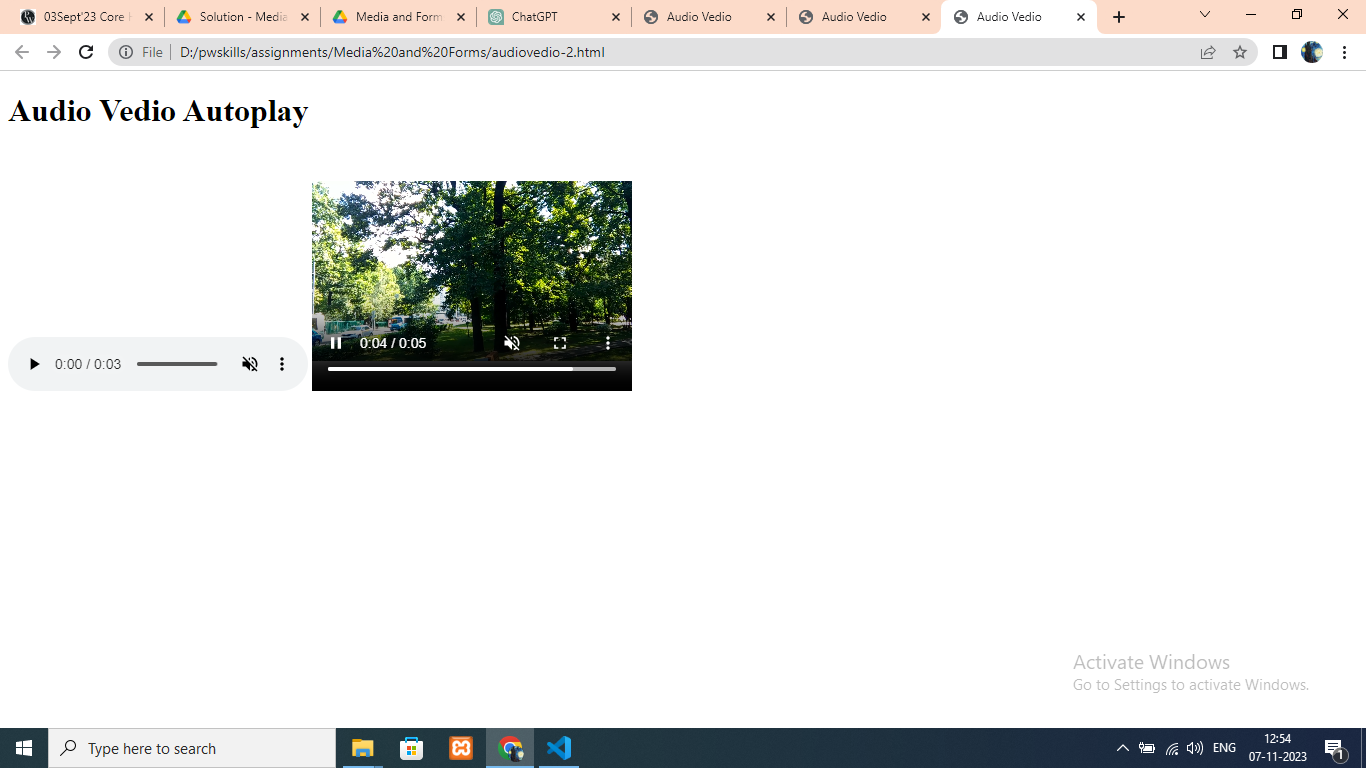 03Sept'23 Core
Solution - Media
Media and Form
ChatGPT
Audio Vedio
Audio Vedio
Audio Vedio
File
D:/pwskills/assignments/Media%20and%20Forms/audiovedio-2.html
Audio Vedio Autoplay
0:04 / 0:05
0:00 / 0:03
Activate Windows
Go to Settings to activate Windows.
Type here to search
ENG
12:54
07-11-2023
1